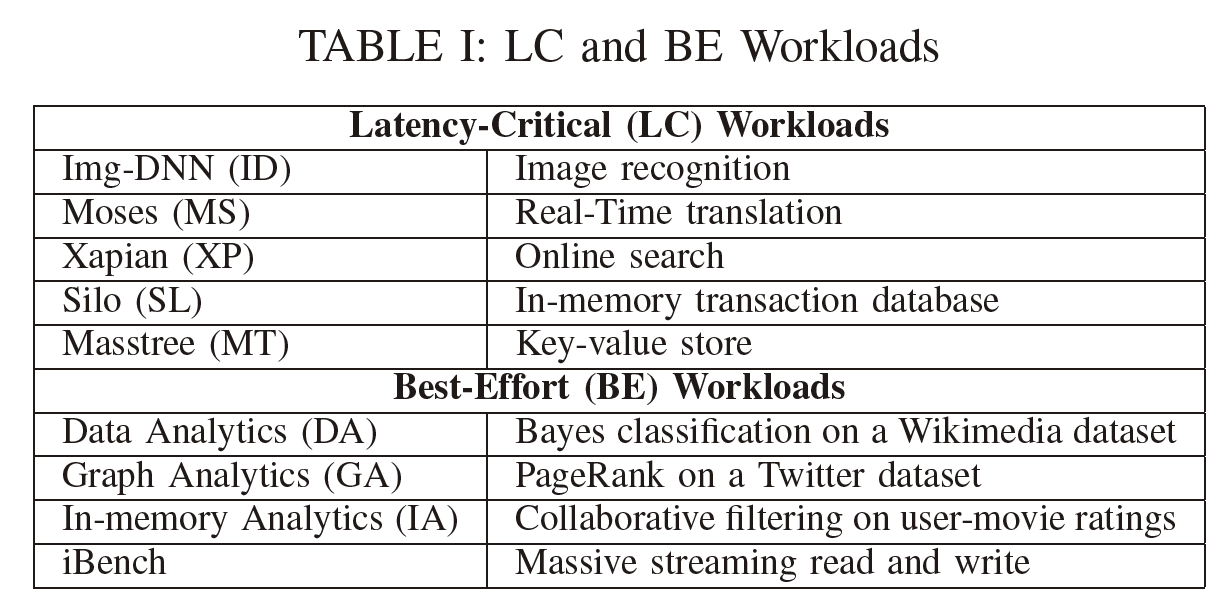 TABLE I: LC and BE Workloads
Latency-Critical (LC) Workloads
Img-DNN (ID) Image recognition
Moses (MS) Real-Time translation
Xapian (XP) Online search
Silo (SL) In-memory transaction database
Masstree (MT) Key-value store
Best-Effort (BE) Workloads
Data Analytics (DA) Bayes classification on a Wikimedia dataset
Graph Analytics (GA) PageRank on a Twitter dataset
In-memory Analytics (IA) Collaborative filtering on user-movie ratings
iBench Massive streaming read and write